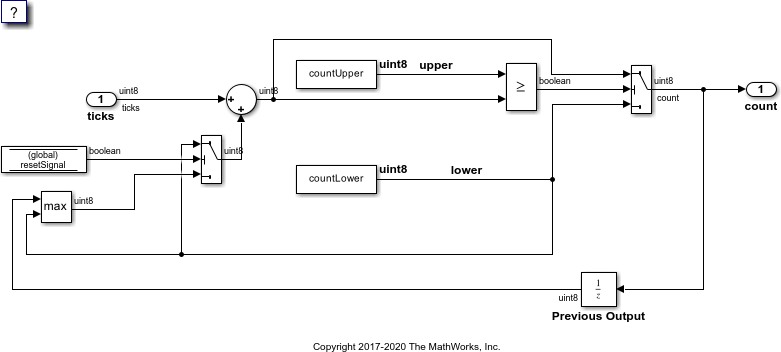 ?
countUpper
uint8 upper
1
uint8
ticks
ticks
+
+
uint8
≥
boolean
uint8
count
1
count
(global)
resetSignal
boolean
uint8
countLower
uint8 lower
max
uint8
1
z
uint8
Previous Output
Copyright 2017-2020 The MathWorks, Inc.